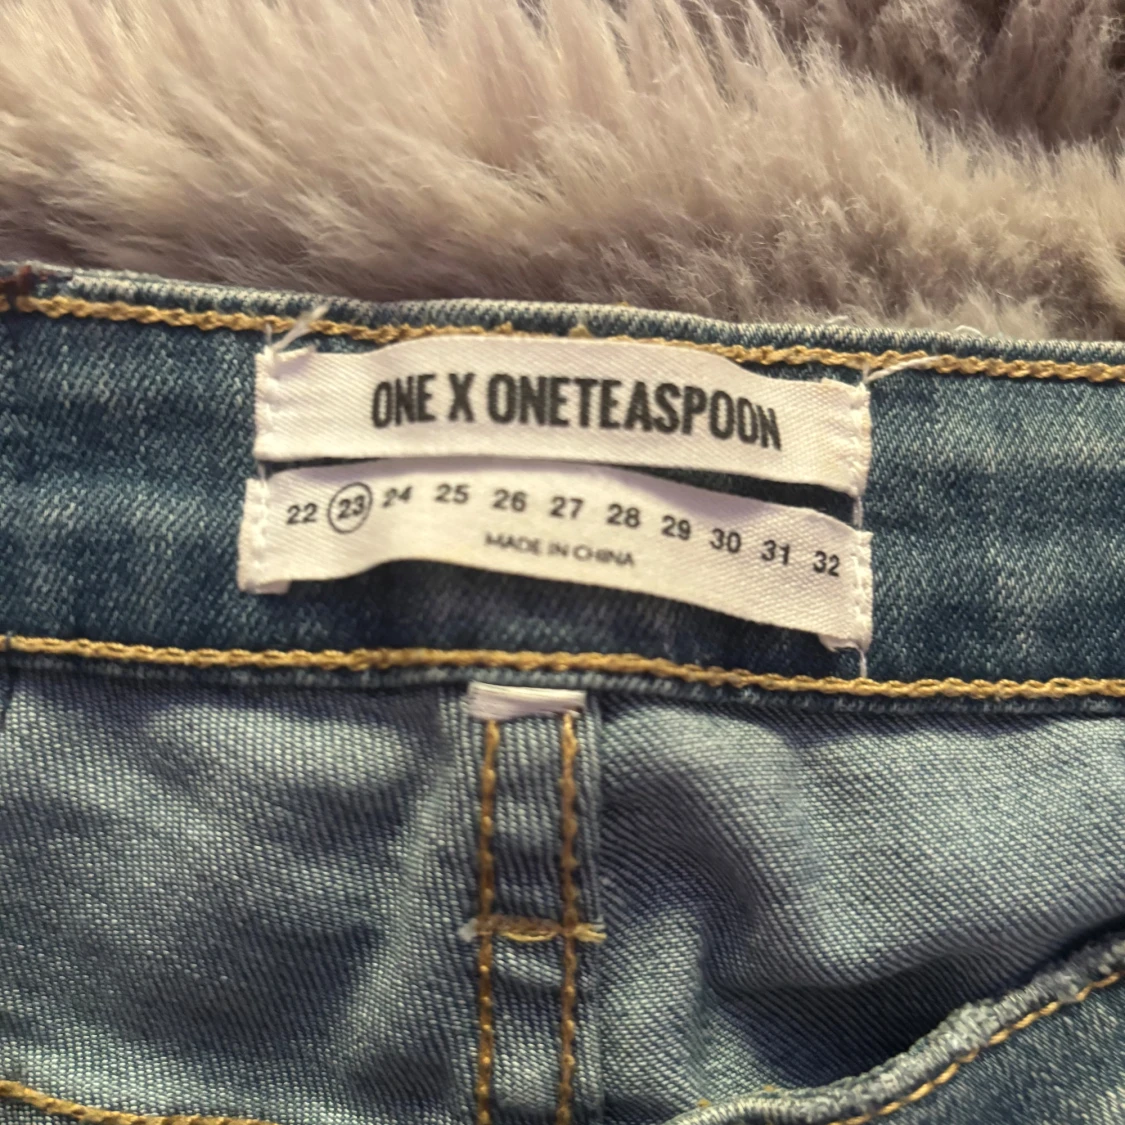 ONE X ONETEASPOON
22 23 24 25 26 27 28 29 30 31 32
MADE IN CHINA